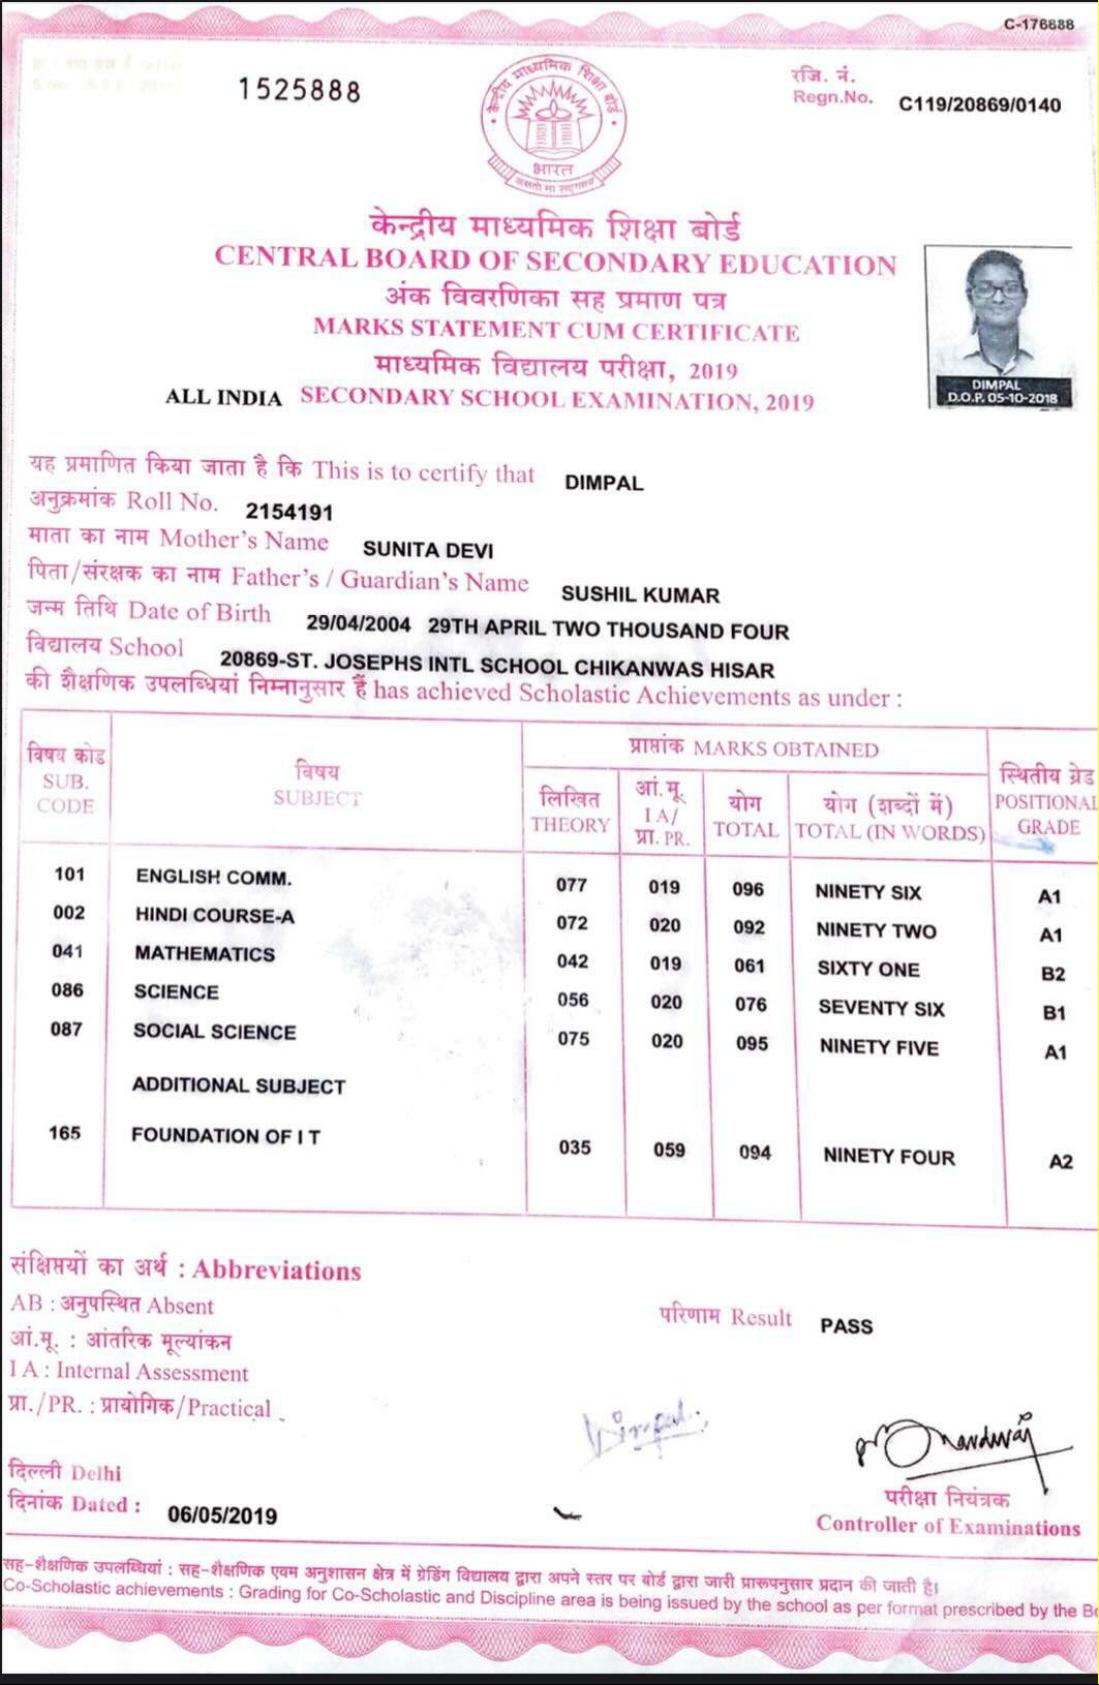 C-176888
1525888
रजि. नं.
Regn.No. C119/20869/0140
केन्द्रीय माध्यमिक शिक्षा बोर्ड
भारत
असतो मा सद्गमय
केन्द्रीय माध्यमिक शिक्षा बोर्ड
CENTRAL BOARD OF SECONDARY EDUCATION
अंक विवरणिका सह प्रमाण पत्र
MARKS STATEMENT CUM CERTIFICATE
माध्यमिक विद्यालय परीक्षा, 2019
ALL INDIA SECONDARY SCHOOL EXAMINATION, 2019
DIMPAL
D.O.P. 05-10-2018
यह प्रमाणित किया जाता है कि This is to certify that DIMPAL
अनुक्रमांक Roll No. 2154191
माता का नाम Mother's Name SUNITA DEVI
पिता/संरक्षक का नाम Father's / Guardian's Name SUSHIL KUMAR
जन्म तिथि Date of Birth 29/04/2004 29TH APRIL TWO THOUSAND FOUR
विद्यालय School 20869-ST. JOSEPHS INTL SCHOOL CHIKANWAS HISAR
की शैक्षणिक उपलब्धियां निम्नानुसार हैं has achieved Scholastic Achievements as under :
विषय कोड SUB. CODE
विषय SUBJECT
प्राप्तांक MARKS OBTAINED
लिखित THEORY
आं.मू. I A/ प्रा. PR.
योग TOTAL
योग (शब्दों में) TOTAL (IN WORDS)
स्थितीय ग्रेड POSITIONAL GRADE
101 ENGLISH COMM. 077 019 096 NINETY SIX A1
002 HINDI COURSE-A 072 020 092 NINETY TWO A1
041 MATHEMATICS 042 019 061 SIXTY ONE B2
086 SCIENCE 056 020 076 SEVENTY SIX B1
087 SOCIAL SCIENCE 075 020 095 NINETY FIVE A1
ADDITIONAL SUBJECT
165 FOUNDATION OF I T 035 059 094 NINETY FOUR A2
संक्षिप्तयों का अर्थ : Abbreviations
AB : अनुपस्थित Absent
आं.मू. : आंतरिक मूल्यांकन
I A : Internal Assessment
प्रा./PR. : प्रायोगिक/Practical
परिणाम Result PASS
Dimpal
दिल्ली Delhi
दिनांक Dated : 06/05/2019
परीक्षा नियंत्रक
Controller of Examinations
सह-शैक्षणिक उपलब्धियां : सह-शैक्षणिक एवम अनुशासन क्षेत्र में ग्रेडिंग विद्यालय द्वारा अपने स्तर पर बोर्ड द्वारा जारी प्रारूपनुसार प्रदान की जाती है।
Co-Scholastic achievements : Grading for Co-Scholastic and Discipline area is being issued by the school as per format prescribed by the